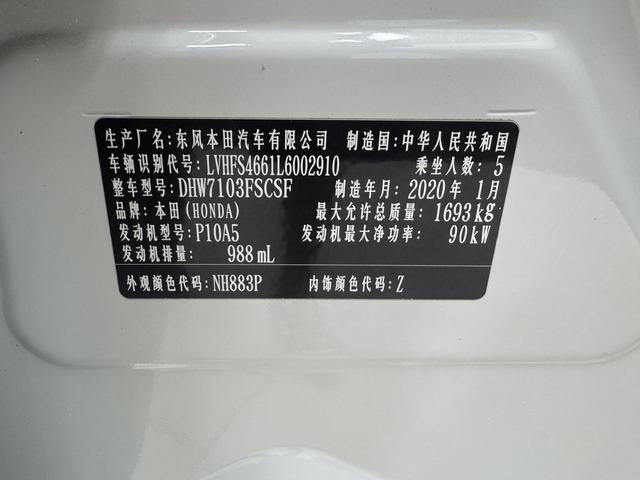 生产厂名:东风本田汽车有限公司 制造国:中华人民共和国
车辆识别代号:LVHFS4661L6002910 乘坐人数:5
整车型号:DHW7103FSCSF 制造年月:2020年1月
品牌:本田(HONDA) 最大允许总质量:1693kg
发动机型号:P10A5 发动机最大净功率:90kW
发动机排量:988mL
外观颜色代码:NH883P 内饰颜色代码:Z